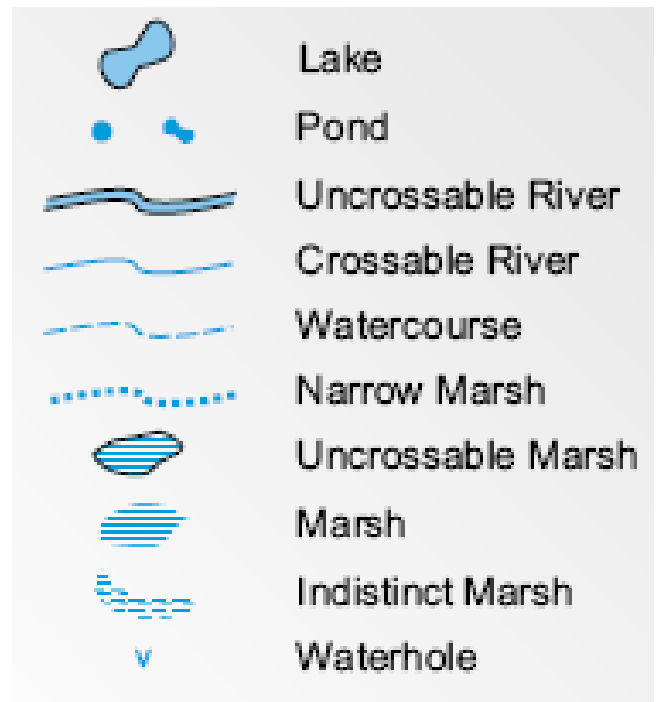 Lake
Pond
Uncrossable River
Crossable River
Watercourse
Narrow Marsh
Uncrossable Marsh
Marsh
Indistinct Marsh
v Waterhole